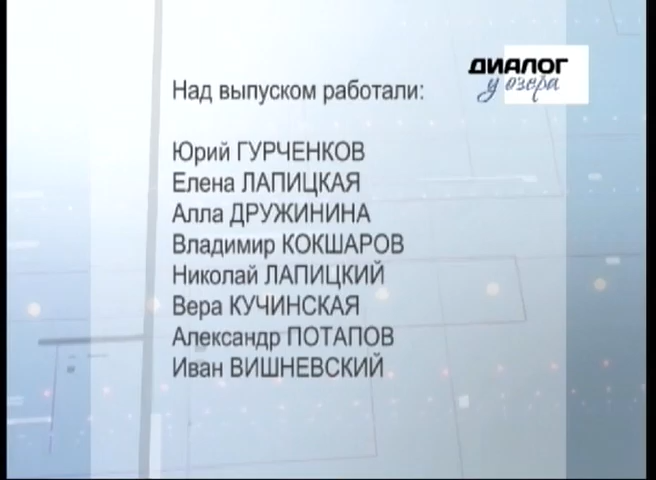 ДИАЛОГ
у озера
Над выпуском работали:
Юрий ГУРЧЕНКОВ
Елена ЛАПИЦКАЯ
Алла ДРУЖИНИНА
Владимир КОКШАРОВ
Николай ЛАПИЦКИЙ
Вера КУЧИНСКАЯ
Александр ПОТАПОВ
Иван ВИШНЕВСКИЙ